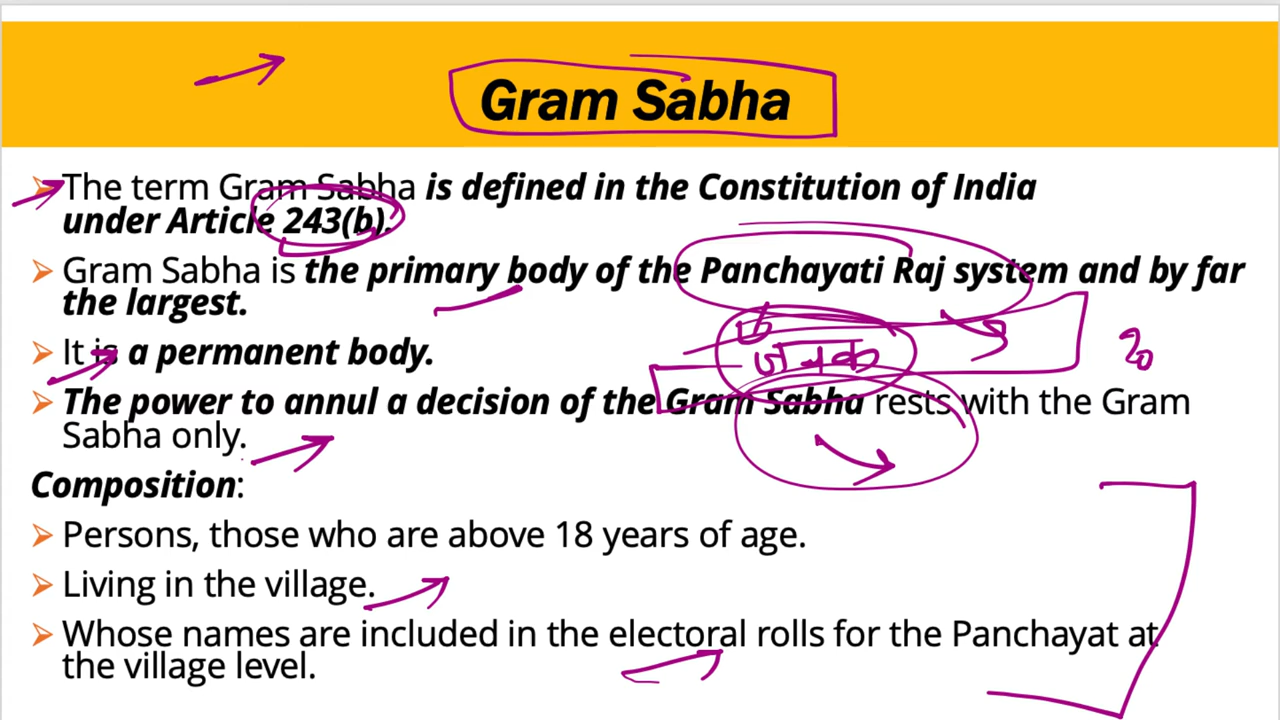 Gram Sabha
The term Gram Sabha is defined in the Constitution of India
under Article 243(b).
Gram Sabha is the primary body of the Panchayati Raj system and by far
the largest.
It is a permanent body.
The power to annul a decision of the Gram Sabha rests with the Gram
Sabha only.
Composition:
Persons, those who are above 18 years of age.
Living in the village.
Whose names are included in the electoral rolls for the Panchayat at
the village level.